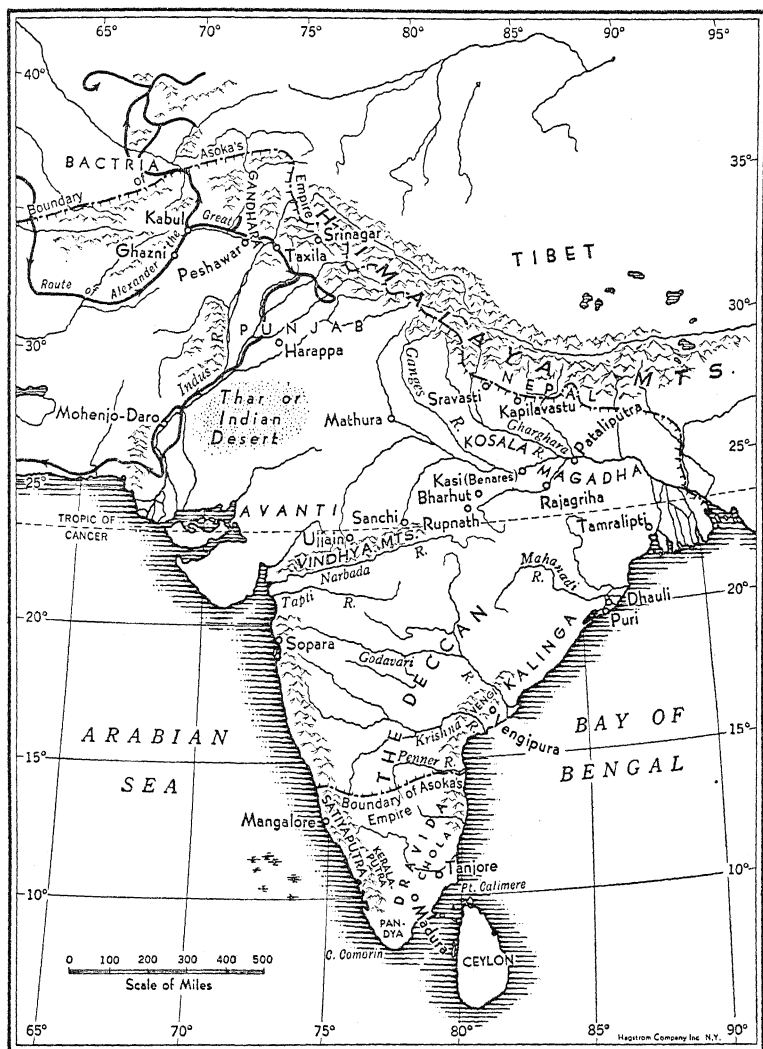 65° 70° 75° 80° 85° 90° 95°
40°
35°
BACTRIA
Boundary of Asoka's Empire
GANDHARA
Kabul
Great
Srinagar
HIMALAYA MTS.
Ghazni
Peshawar
Taxila
TIBET
Route Alexander the
30°
PUNJAB
30°
Harappa
Indus R.
Ganges R.
NEPAL
Sravasti
Kapilavastu
Thar or
Indian
Desert
Mohenjo-Daro
Mathura
Gharghara R.
Pataliputra
KOSALA
25°
Kasi (Benares)
MAGADHA
25°
Bharhut
Rajagriha
AVANTI
Sanchi
Rupnath
TROPIC OF
CANCER
Ujjain
Tamralipti
VINDHYA MTS.
Narbada R.
Mahanadi R.
20°
Tapti R.
Dhauli
20°
Puri
Sopara
Godavari R.
THE DECCAN
KALINGA
VENGI
Krishna
Vengipura
ARABIAN
SEA
BAY OF
BENGAL
15°
15°
Penner R.
Boundary of Asoka's
Empire
Mangalore
SATIYAPUTRA
KERALA-
PUTRA
DRAVIDA
CHOLA
Tanjore
10°
10°
Pt. Calimere
PAN-
DYA
Madura
C. Comorin
CEYLON
0 100 200 300 400 500
Scale of Miles
65° 70° 75° 80° 85° 90°
Hagstrom Company Inc. N.Y.